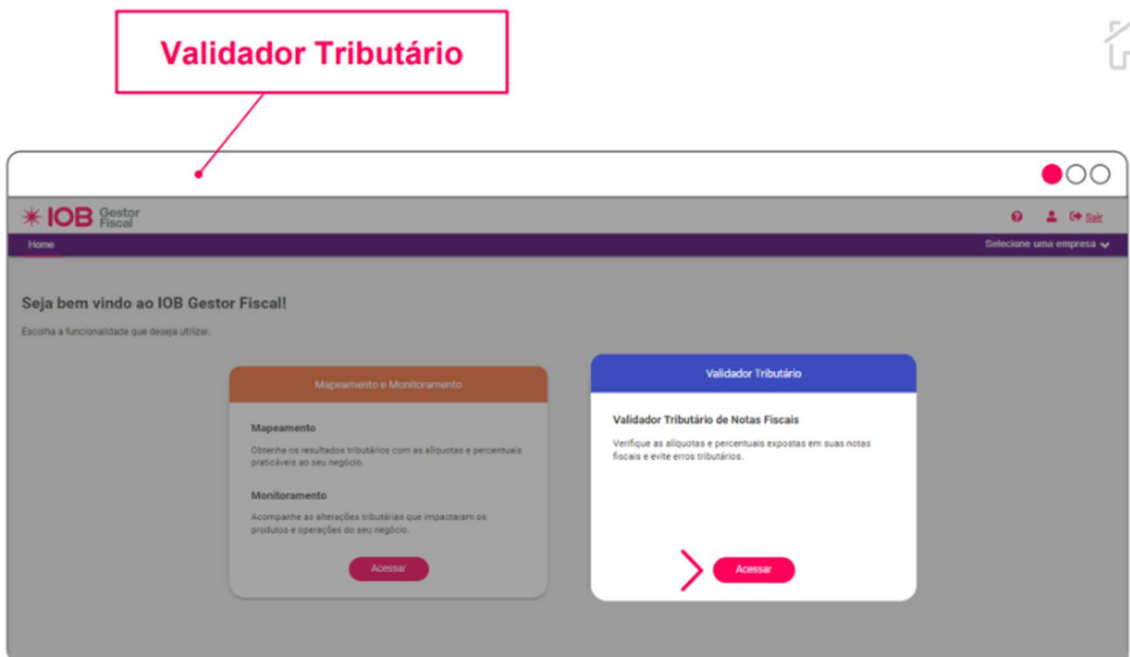 Validador Tributário
IOB Gestor Fiscal
Sair
Home
Selecione uma empresa
Seja bem vindo ao IOB Gestor Fiscal!
Escolha a funcionalidade que deseja utilizar.
Mapeamento e Monitoramento
Mapeamento
Obtenha os resultados tributários com as alíquotas e percentuais
praticáveis ao seu negócio.
Monitoramento
Acompanhe as alterações tributárias que impactaram os
produtos e operações do seu negócio.
Acessar
Validador Tributário
Validador Tributário de Notas Fiscais
Verifique as alíquotas e percentuais expostas em suas notas
fiscais e evite erros tributários.
Acessar